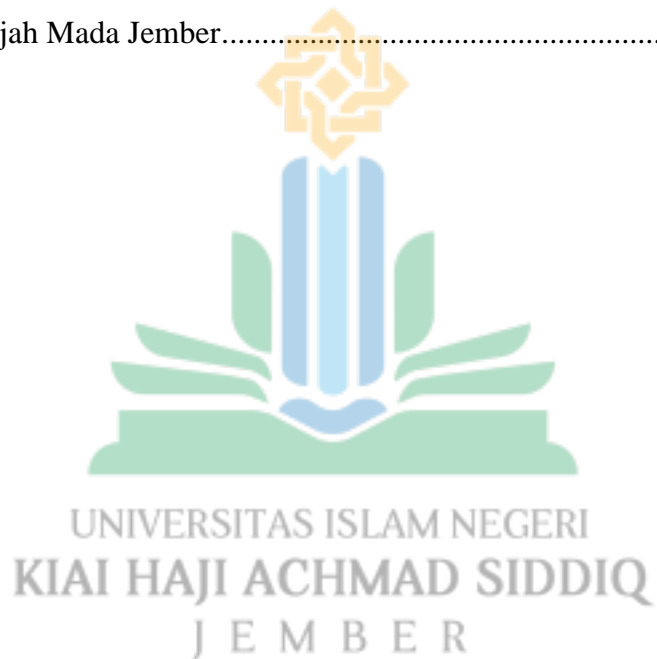 jah Mada Jember......................................................
UNIVERSITAS ISLAM NEGERI
KIAI HAJI ACHMAD SIDDIQ
J E M B E R